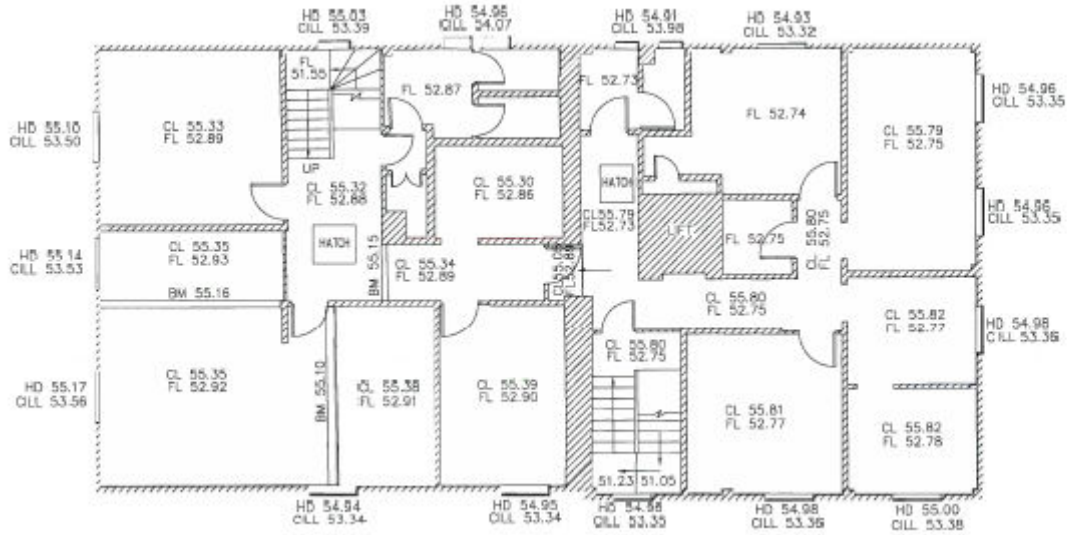 HD 55.03
CILL 53.39
HD 54.96
CILL 54.07
HD 54.91
CILL 53.98
HD 54.93
CILL 53.32
FL
51.55
FL 52.87
FL 52.73
FL 52.74
HD 54.96
CILL 53.35
HD 55.10
CILL 53.50
CL 55.33
FL 52.89
CL 55.79
FL 52.75
UP
CL 55.32
FL 52.88
CL 55.30
FL 52.86
HATCH
HD 54.96
CILL 53.35
CL 55.79
FL 52.73
LIFT
FL 52.75
CL 55.80
FL 52.75
HATCH
HD 55.14
CILL 53.53
CL 55.35
FL 52.93
BM 55.15
CL 55.34
FL 52.89
FL 52.89
BM 55.16
CL 55.80
FL 52.75
CL 55.82
FL 52.77
HD 54.98
CILL 53.36
CL 55.80
FL 52.75
HD 55.17
CILL 53.56
CL 55.35
FL 52.92
BM 55.10
CL 55.38
FL 52.91
CL 55.39
FL 52.90
CL 55.81
FL 52.77
CL 55.82
FL 52.78
51.23
51.05
HD 54.94
CILL 53.34
HD 54.95
CILL 53.34
HD 54.98
CILL 53.35
HD 54.98
CILL 53.36
HD 55.00
CILL 53.38